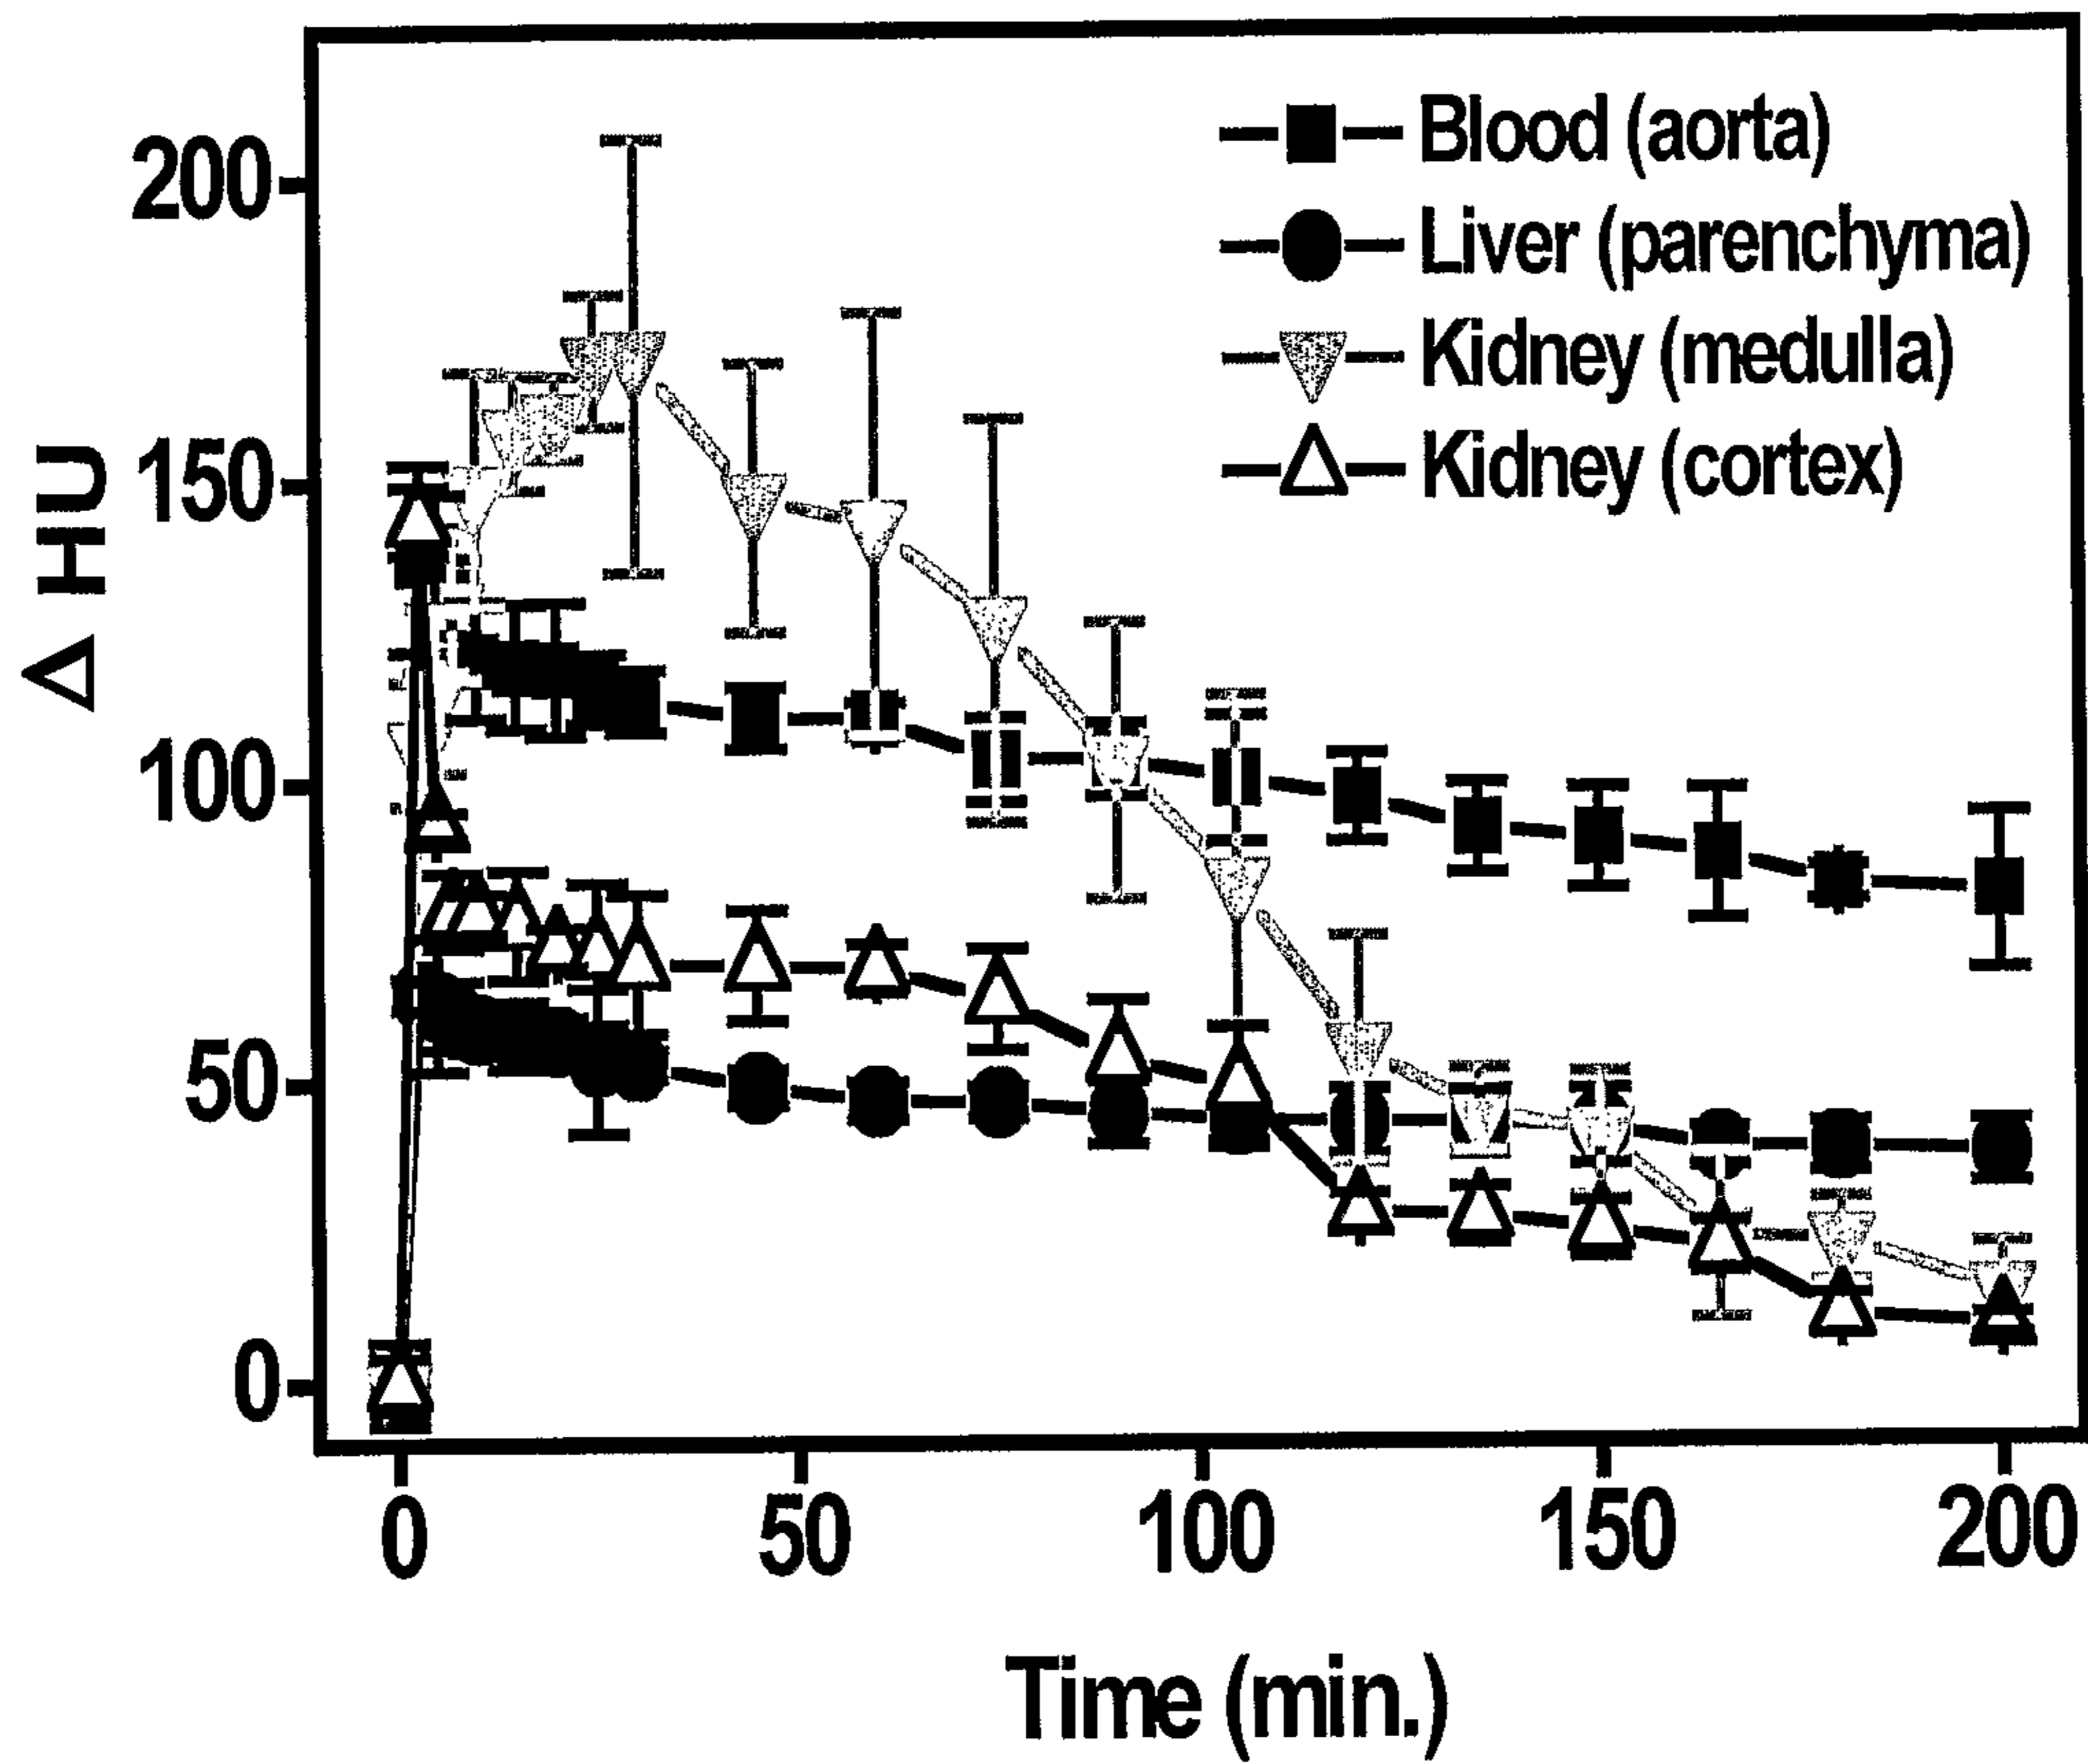 Δ HU
200
150
100
50
0
Blood (aorta)
Liver (parenchyma)
Kidney (medulla)
Kidney (cortex)
0 50 100 150 200
Time (min.)